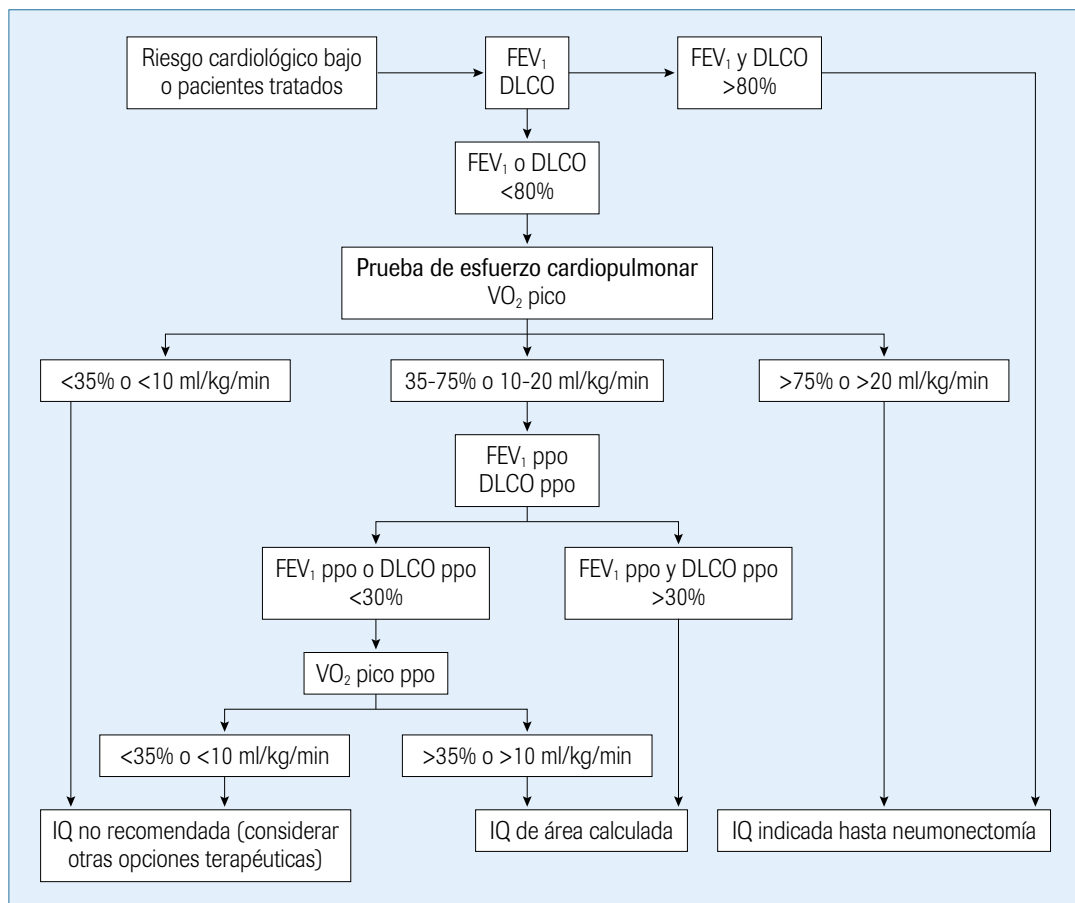 Riesgo cardiológico bajo
o pacientes tratados
FEV₁
DLCO
FEV₁ y DLCO
>80%
FEV₁ o DLCO
<80%
Prueba de esfuerzo cardiopulmonar
VO₂ pico
<35% o <10 ml/kg/min
35-75% o 10-20 ml/kg/min
>75% o >20 ml/kg/min
FEV₁ ppo
DLCO ppo
FEV₁ ppo o DLCO ppo
<30%
FEV₁ ppo y DLCO ppo
>30%
VO₂ pico ppo
<35% o <10 ml/kg/min
>35% o >10 ml/kg/min
IQ no recomendada (considerar
otras opciones terapéuticas)
IQ de área calculada
IQ indicada hasta neumonectomía